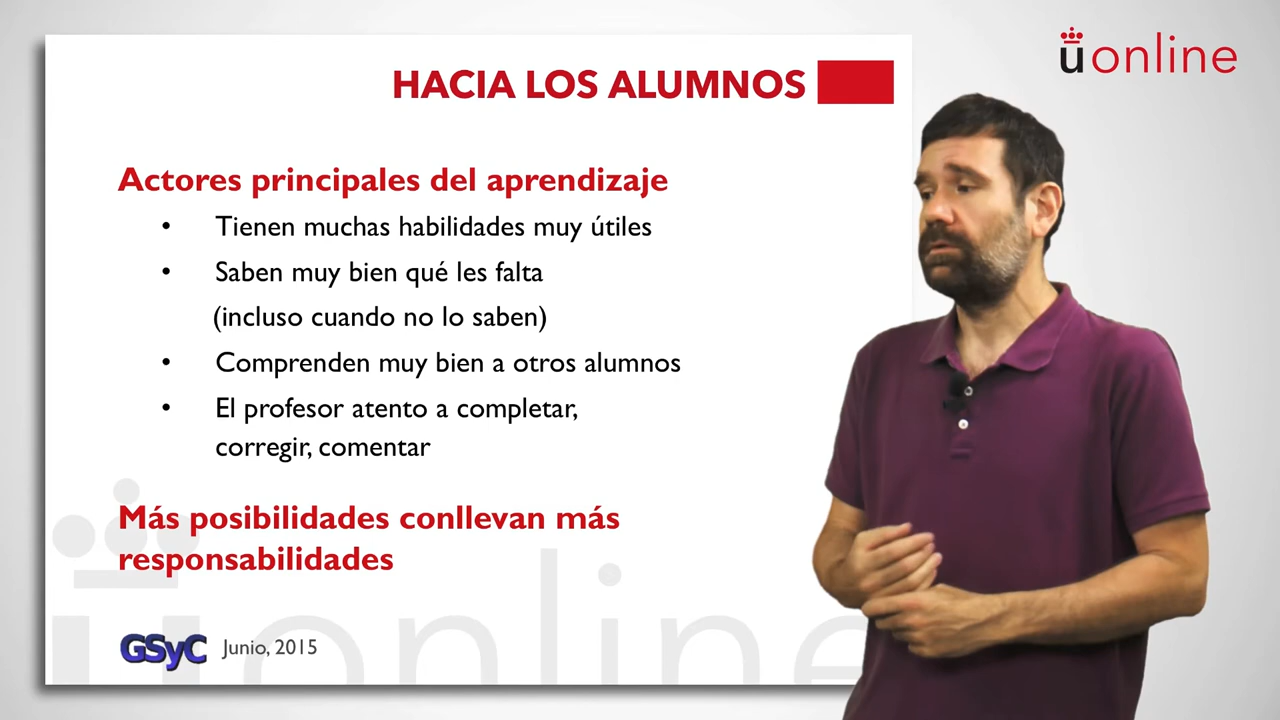 uonline
HACIA LOS ALUMNOS
Actores principales del aprendizaje
• Tienen muchas habilidades muy útiles
• Saben muy bien qué les falta
(incluso cuando no lo saben)
• Comprenden muy bien a otros alumnos
• El profesor atento a completar,
corregir, comentar
Más posibilidades conllevan más
responsabilidades
GSyC Junio, 2015
uonline